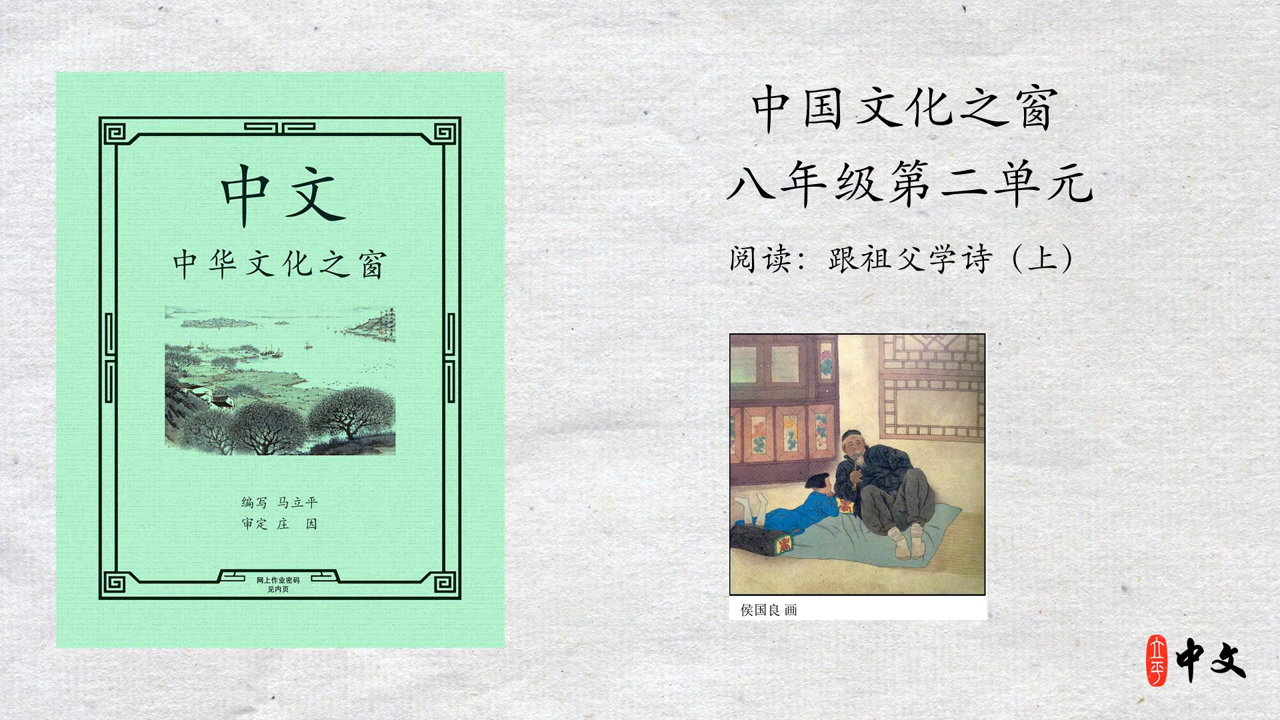 中文
中华文化之窗
编写 马立平
审定 庄 因
网上作业密码
见内页
中国文化之窗
八年级第二单元
阅读：跟祖父学诗（上）
侯国良 画
立平
中文